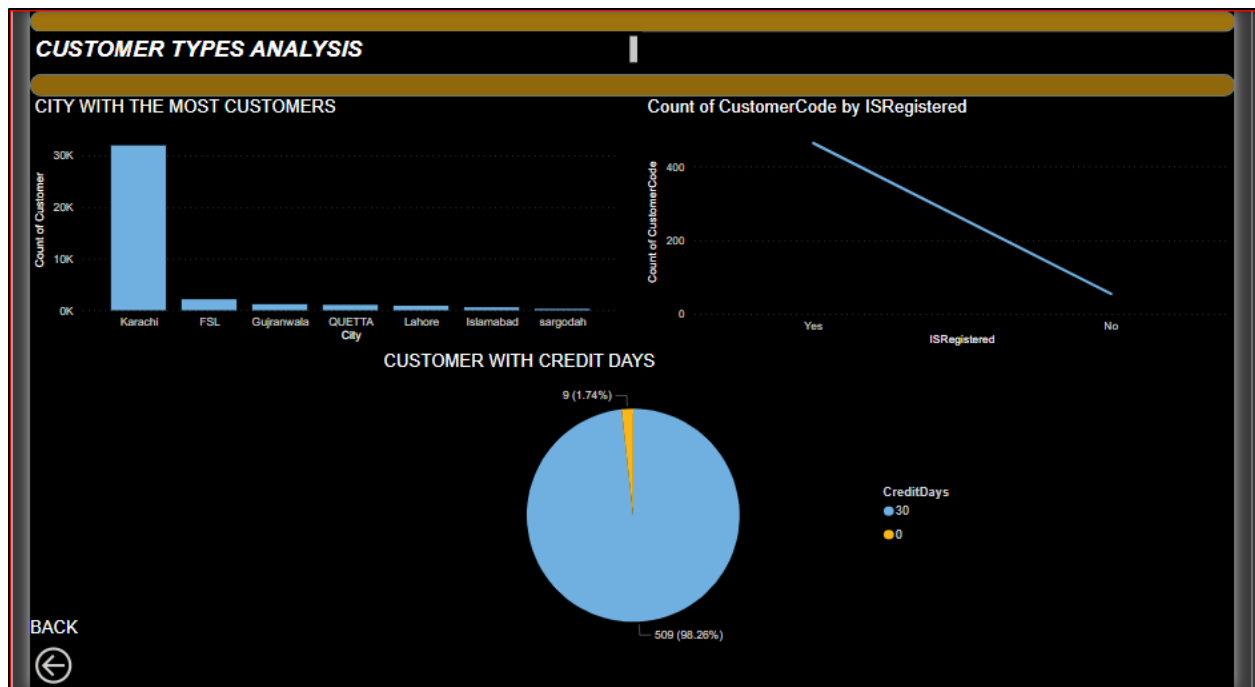 CUSTOMER TYPES ANALYSIS
CITY WITH THE MOST CUSTOMERS
Count of Customer
30K
20K
10K
0K
Karachi FSL Gujranwala QUETTA Lahore Islamabad sargodah
City
Count of CustomerCode by ISRegistered
Count of CustomerCode
400
200
0
Yes No
ISRegistered
CUSTOMER WITH CREDIT DAYS
9 (1.74%)
509 (98.26%)
CreditDays
30
0
BACK